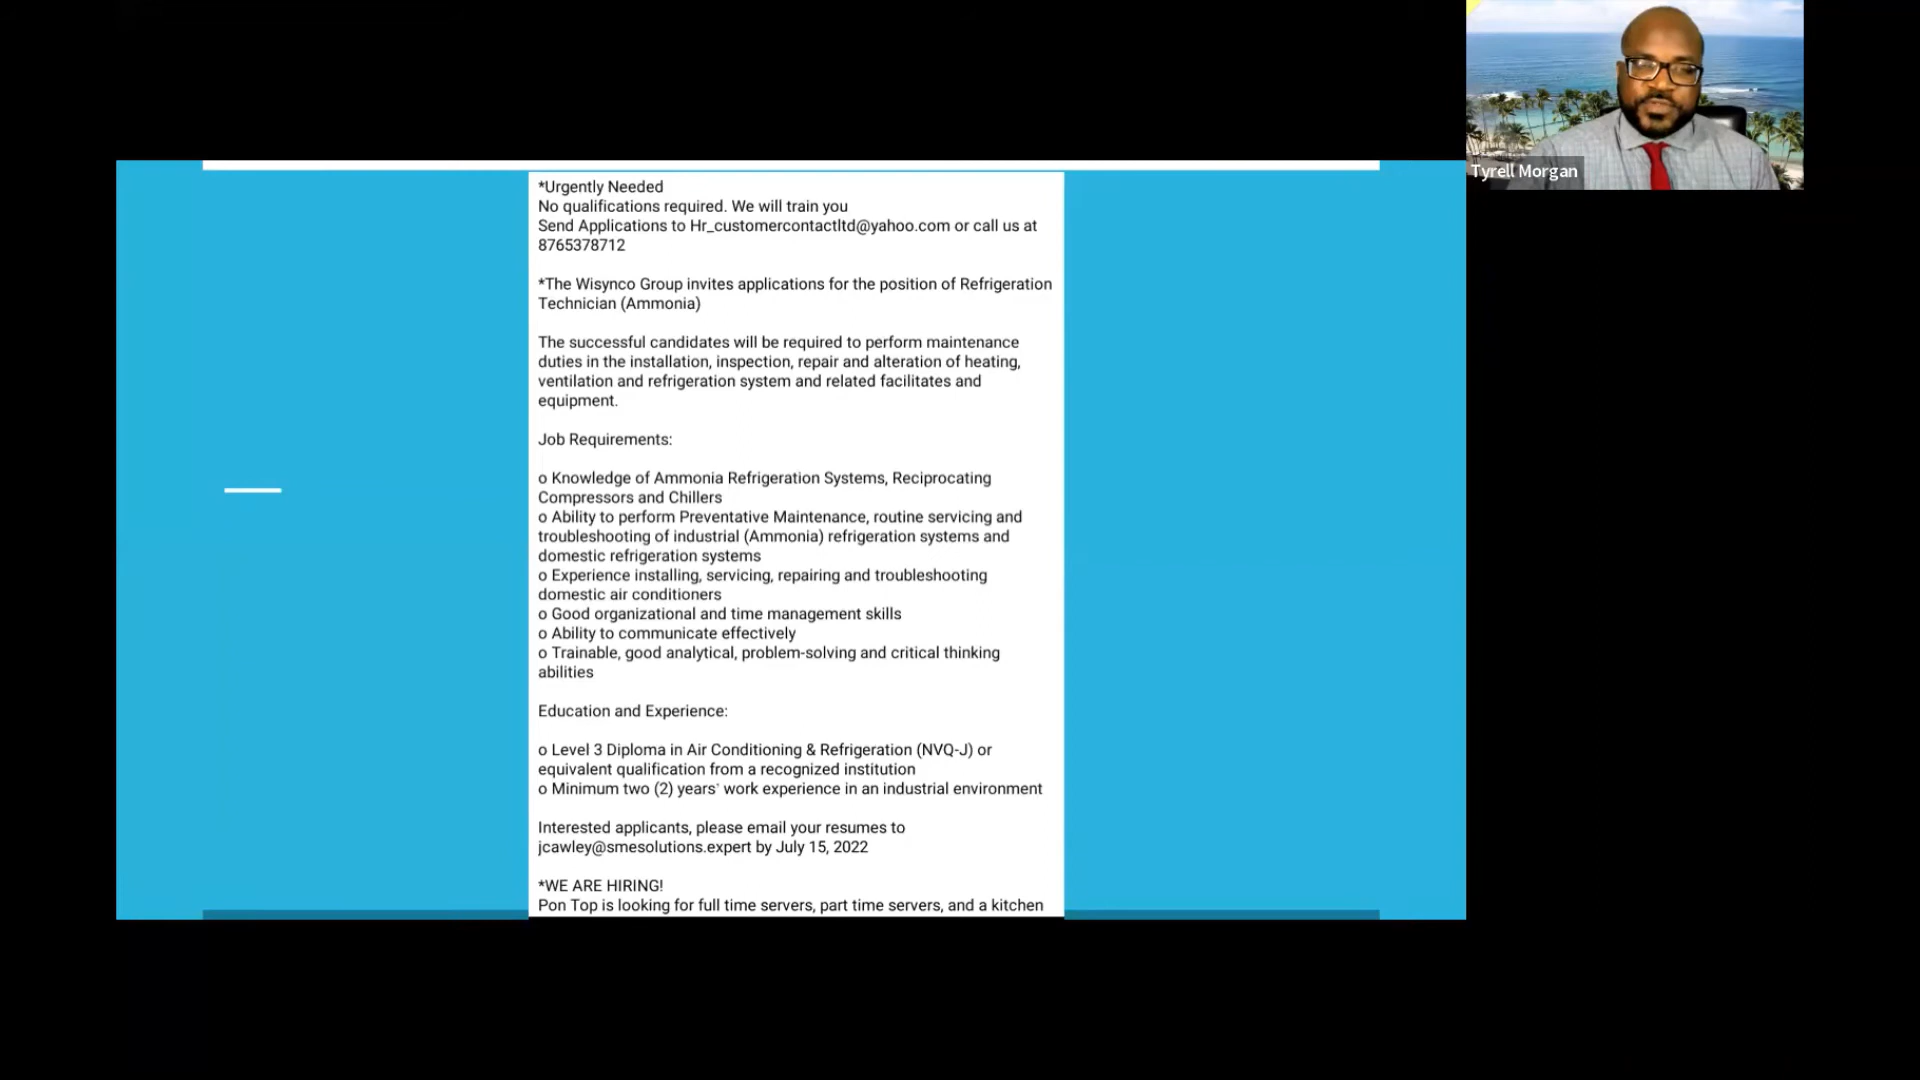 *Urgently Needed
No qualifications required. We will train you
Send Applications to Hr_customercontactltd@yahoo.com or call us at
8765378712
*The Wisynco Group invites applications for the position of Refrigeration
Technician (Ammonia)
The successful candidates will be required to perform maintenance
duties in the installation, inspection, repair and alteration of heating,
ventilation and refrigeration system and related facilitates and
equipment.
Job Requirements:
o Knowledge of Ammonia Refrigeration Systems, Reciprocating
Compressors and Chillers
o Ability to perform Preventative Maintenance, routine servicing and
troubleshooting of industrial (Ammonia) refrigeration systems and
domestic refrigeration systems
o Experience installing, servicing, repairing and troubleshooting
domestic air conditioners
o Good organizational and time management skills
o Ability to communicate effectively
o Trainable, good analytical, problem-solving and critical thinking
abilities
Education and Experience:
o Level 3 Diploma in Air Conditioning & Refrigeration (NVQ-J) or
equivalent qualification from a recognized institution
o Minimum two (2) years' work experience in an industrial environment
Interested applicants, please email your resumes to
jcawley@smesolutions.expert by July 15, 2022
*WE ARE HIRING!
Pon Top is looking for full time servers, part time servers, and a kitchen
Tyrell Morgan